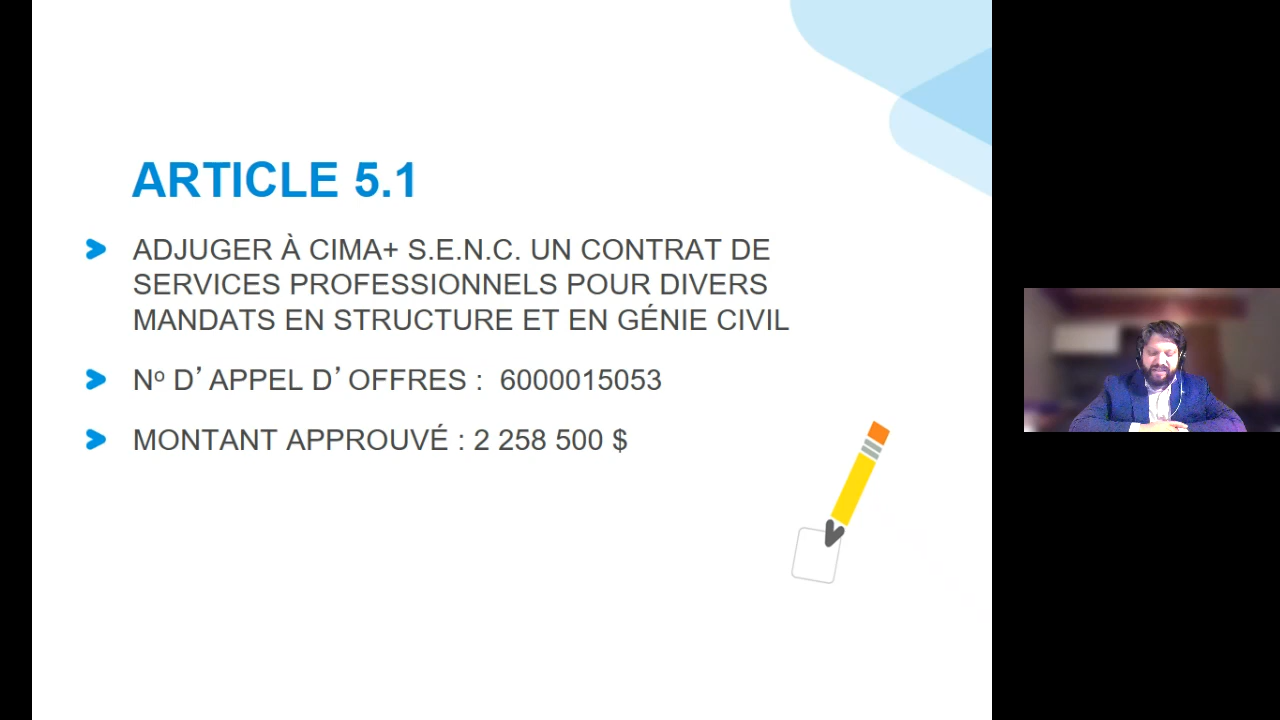 ARTICLE 5.1
ADJUGER À CIMA+ S.E.N.C. UN CONTRAT DE
SERVICES PROFESSIONNELS POUR DIVERS
MANDATS EN STRUCTURE ET EN GÉNIE CIVIL
Nº D’APPEL D’OFFRES : 6000015053
MONTANT APPROUVÉ : 2 258 500 $